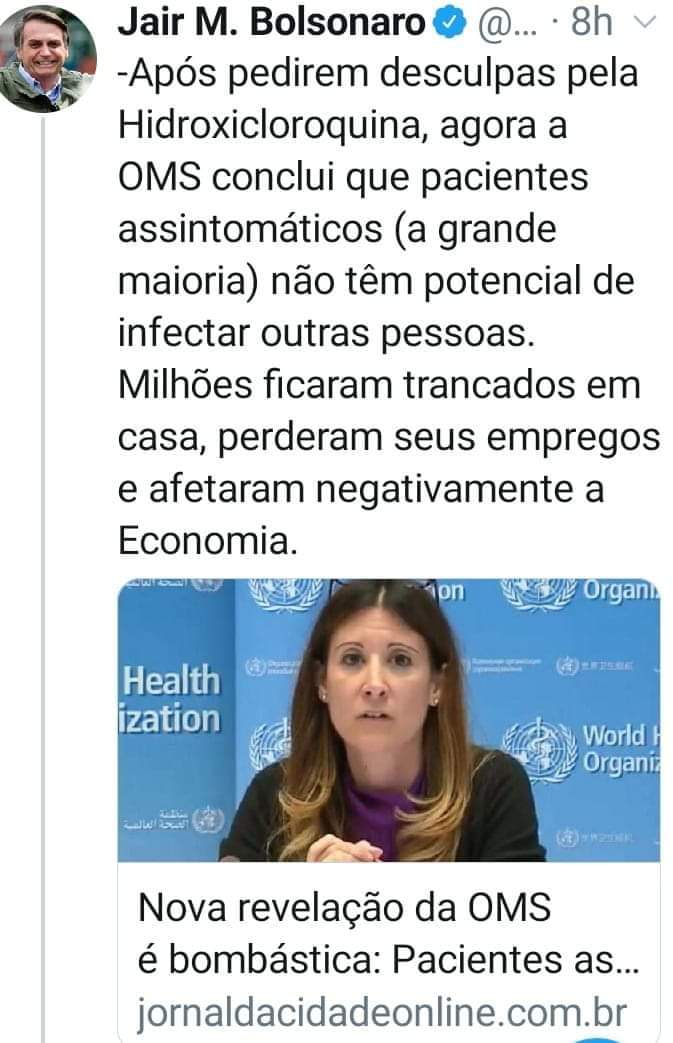 Jair M. Bolsonaro @... · 8h
-Após pedirem desculpas pela
Hidroxicloroquina, agora a
OMS conclui que pacientes
assintomáticos (a grande
maioria) não têm potencial de
infectar outras pessoas.
Milhões ficaram trancados em
casa, perderam seus empregos
e afetaram negativamente a
Economia.
on
Organi
Health
ization
World H
Organiz
Nova revelação da OMS
é bombástica: Pacientes as...
jornaldacidadeonline.com.br